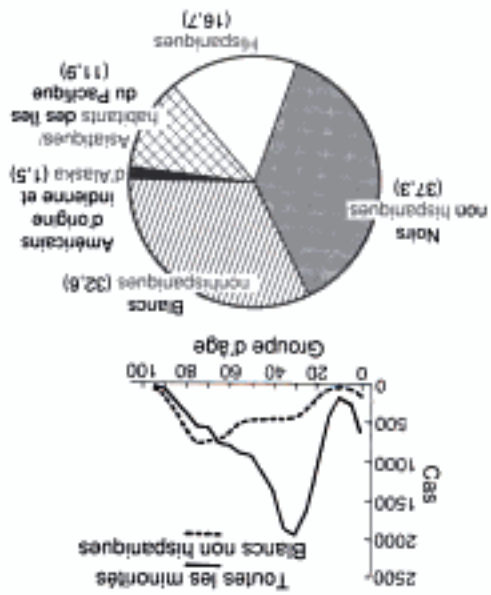 2500
2000
1500
1000
500
0
Cas
Toutes les minorités
Blancs non hispaniques
0 20 40 60 80 100
Groupe d'âge
Blancs
nonhispaniques (32,6)
Noirs
non hispaniques
(37,3)
Américains
d'origine
indienne et
d'Alaska (1,5)
Asiatiques/
habitants des îles
du Pacifique
(11,9)
Hispaniques
(16,7)